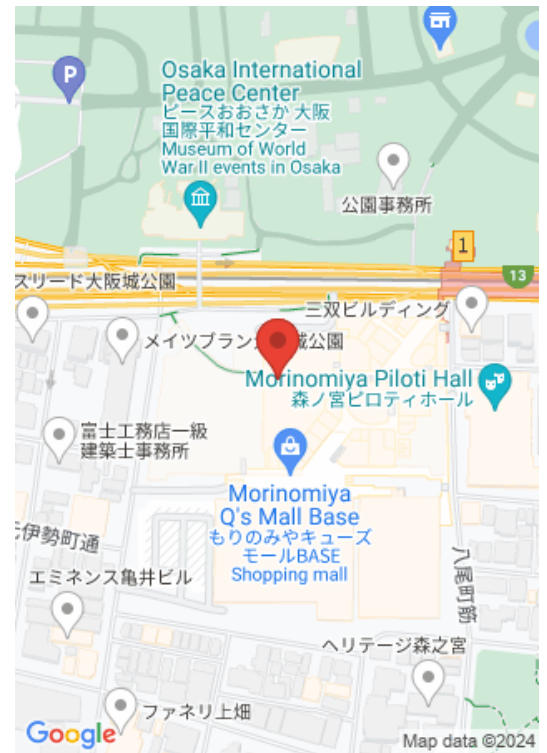 P
Osaka International
Peace Center
ピースおおさか 大阪
国際平和センター
Museum of World
War II events in Osaka
公園事務所
1
13
スリード大阪城公園
三双ビルディング
メイツブラン
城公園
Morinomiya Piloti Hall
森ノ宮ピロティホール
富士工務店一級
建築士事務所
Morinomiya
Q's Mall Base
もりのみやキューズ
モールBASE
Shopping mall
元伊勢町通
八尾町筋
エミネンス亀井ビル
ヘリテージ森之宮
ファネリ上畑
Google
Map data ©2024